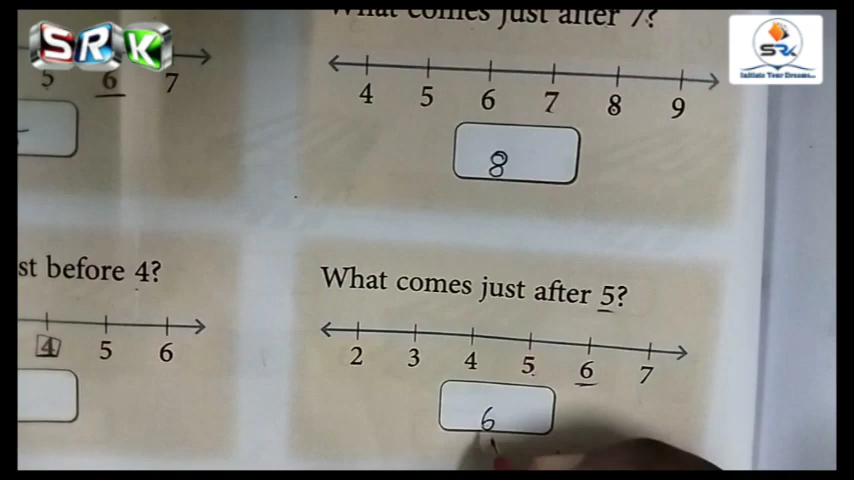 SRK
What comes just after 7?
SRK
Initiate Your Dreams...
5 6 7
4 5 6 7 8 9
8
st before 4?
What comes just after 5?
4 5 6
2 3 4 5 6 7
6